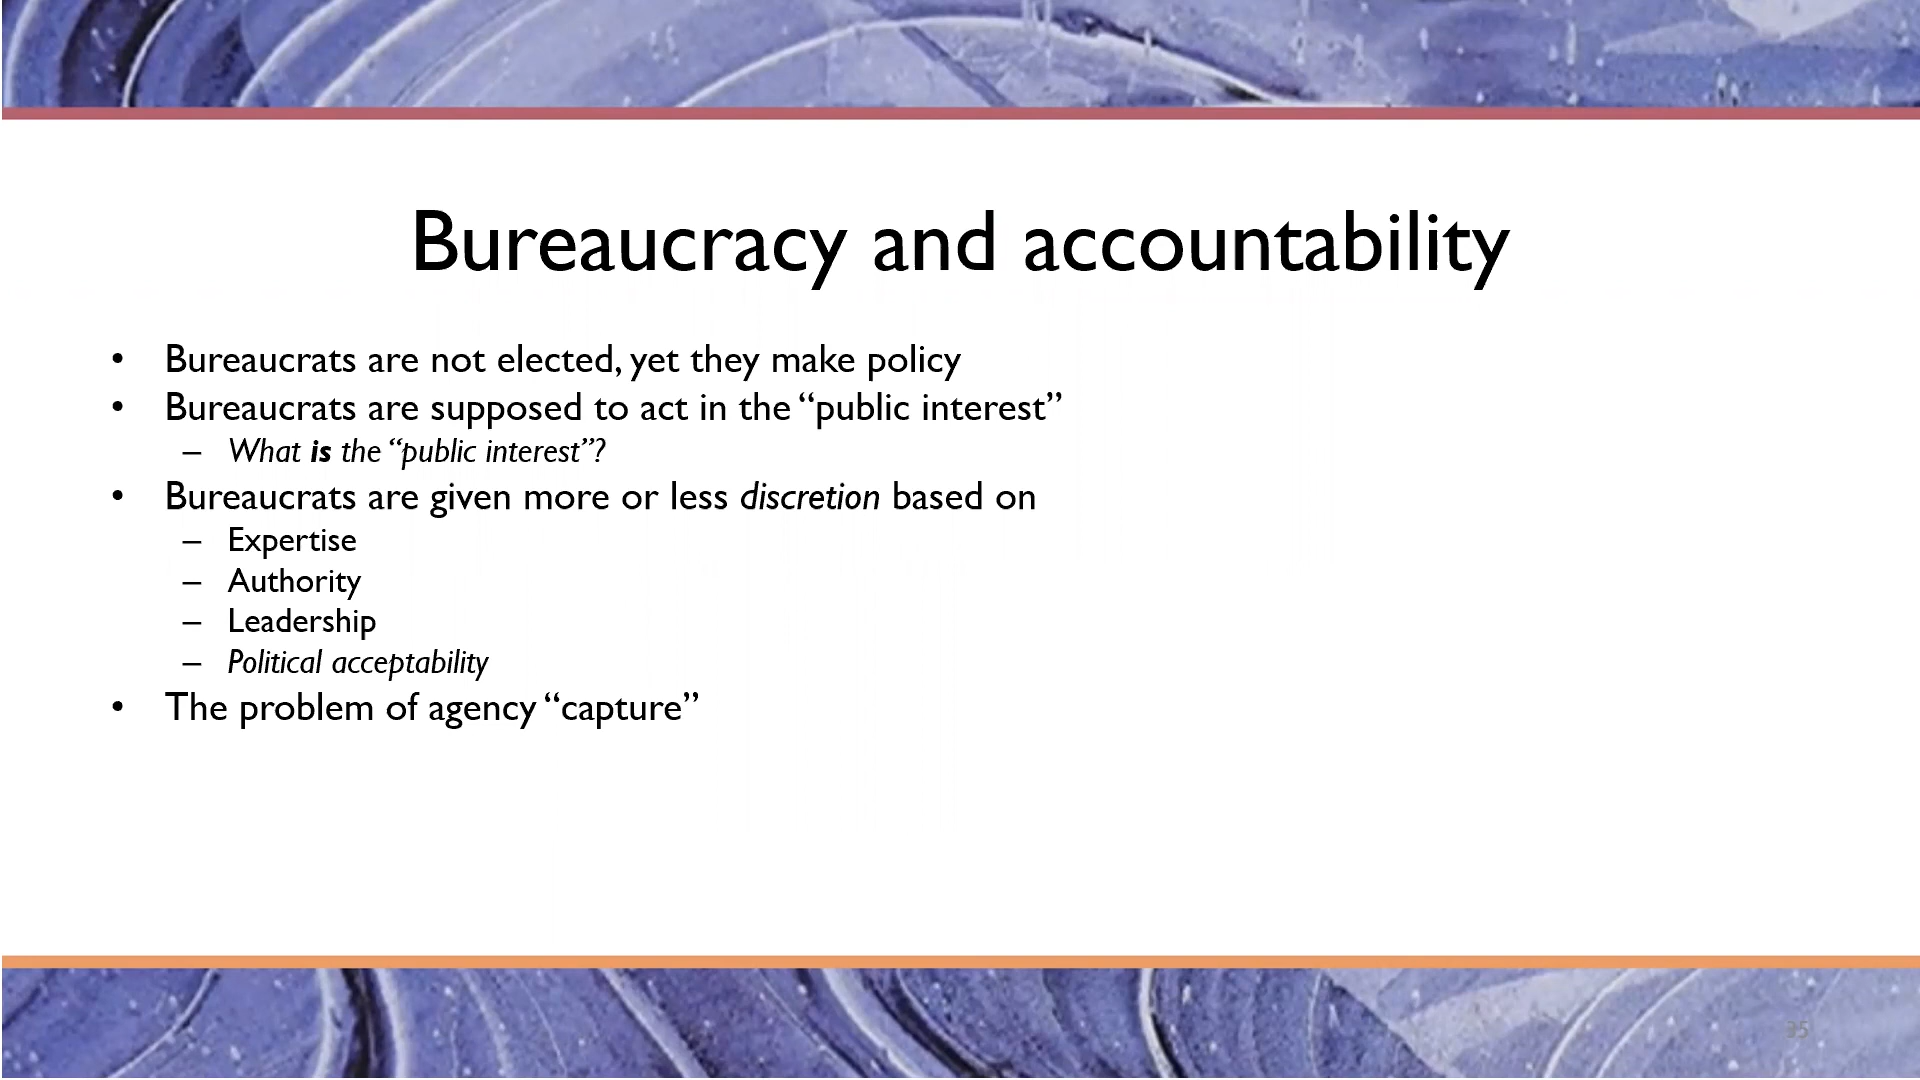 Bureaucracy and accountability
• Bureaucrats are not elected, yet they make policy
• Bureaucrats are supposed to act in the “public interest”
– What is the “public interest”?
• Bureaucrats are given more or less discretion based on
– Expertise
– Authority
– Leadership
– Political acceptability
• The problem of agency “capture”
35